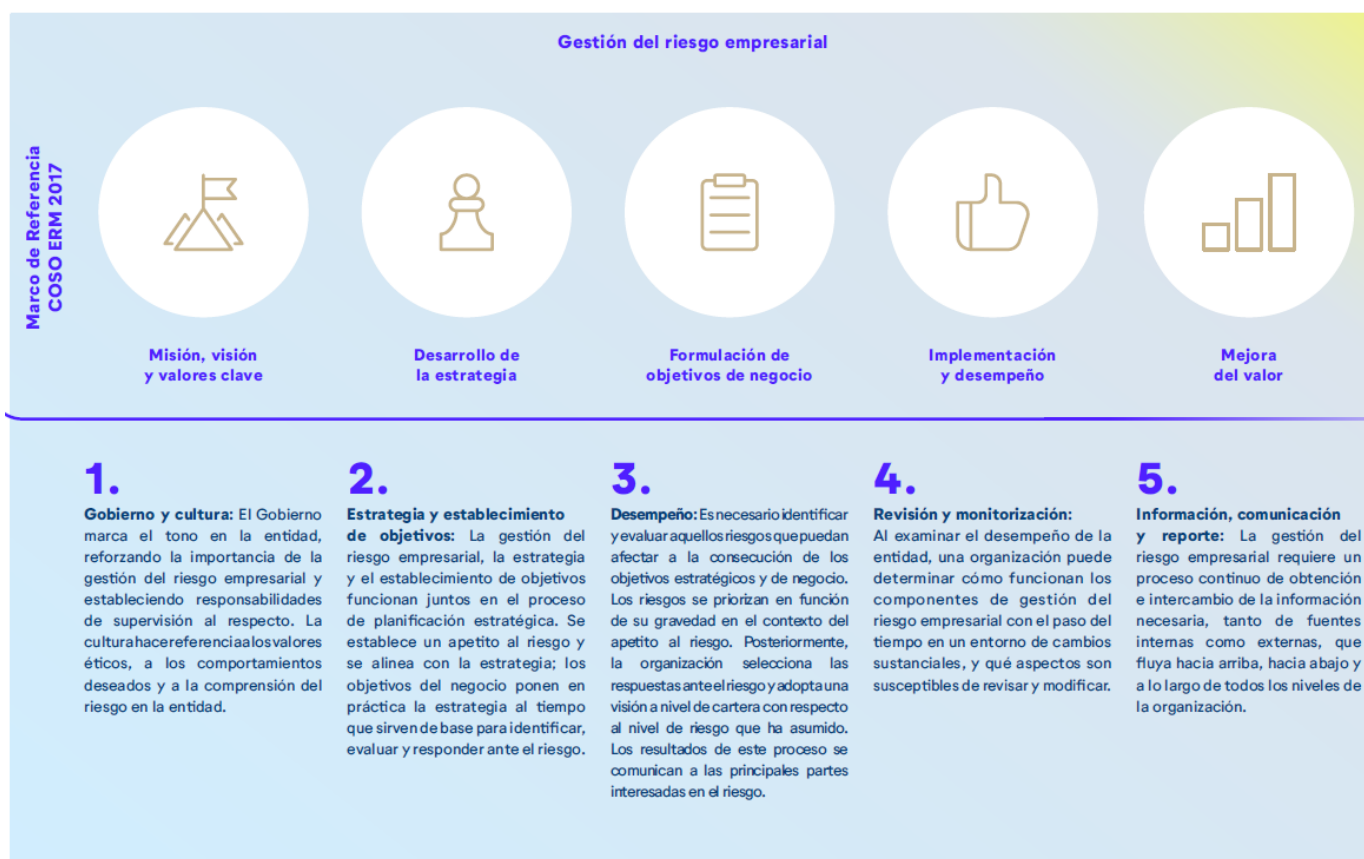 Gestión del riesgo empresarial
Marco de Referencia
COSO ERM 2017
Misión, visión
y valores clave
Desarrollo de
la estrategia
Formulación de
objetivos de negocio
Implementación
y desempeño
Mejora
del valor
1.
Gobierno y cultura: El Gobierno
marca el tono en la entidad,
reforzando la importancia de la
gestión del riesgo empresarial y
estableciendo responsabilidades
de supervisión al respecto. La
cultura hace referencia a los valores
éticos, a los comportamientos
deseados y a la comprensión del
riesgo en la entidad.
2.
Estrategia y establecimiento
de objetivos: La gestión del
riesgo empresarial, la estrategia
y el establecimiento de objetivos
funcionan juntos en el proceso
de planificación estratégica. Se
establece un apetito al riesgo y
se alinea con la estrategia; los
objetivos del negocio ponen en
práctica la estrategia al tiempo
que sirven de base para identificar,
evaluar y responder ante el riesgo.
3.
Desempeño: Es necesario identificar
y evaluar aquellos riesgos que puedan
afectar a la consecución de los
objetivos estratégicos y de negocio.
Los riesgos se priorizan en función
de su gravedad en el contexto del
apetito al riesgo. Posteriormente,
la organización selecciona las
respuestas ante el riesgo y adopta una
visión a nivel de cartera con respecto
al nivel de riesgo que ha asumido.
Los resultados de este proceso se
comunican a las principales partes
interesadas en el riesgo.
4.
Revisión y monitorización:
Al examinar el desempeño de la
entidad, una organización puede
determinar cómo funcionan los
componentes de gestión del
riesgo empresarial con el paso del
tiempo en un entorno de cambios
sustanciales, y qué aspectos son
susceptibles de revisar y modificar.
5.
Información, comunicación
y reporte: La gestión del
riesgo empresarial requiere un
proceso continuo de obtención
e intercambio de la información
necesaria, tanto de fuentes
internas como externas, que
fluya hacia arriba, hacia abajo y
a lo largo de todos los niveles de
la organización.